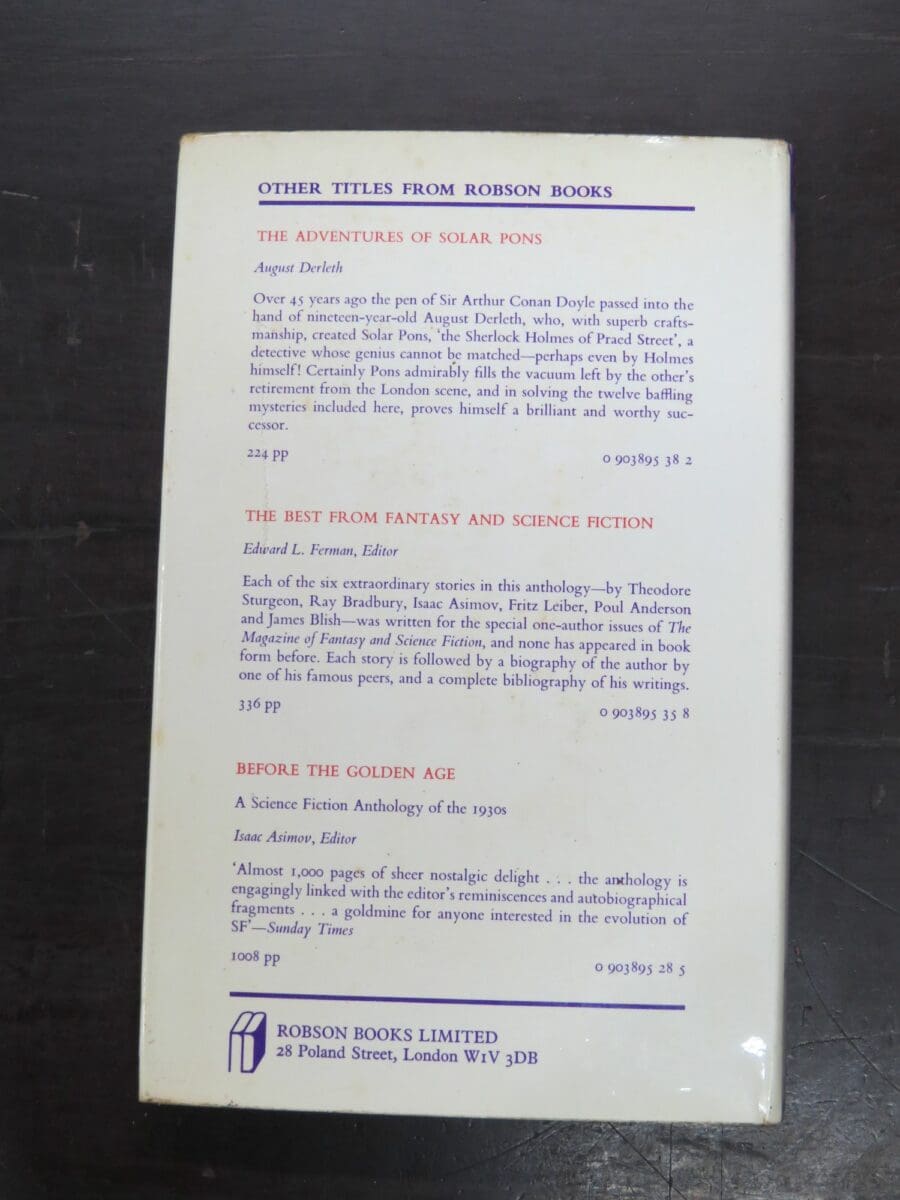 OTHER TITLES FROM ROBSON BOOKS
THE ADVENTURES OF SOLAR PONS
August Derleth
Over 45 years ago the pen of Sir Arthur Conan Doyle passed into the
hand of nineteen-year-old August Derleth, who, with superb crafts-
manship, created Solar Pons, ‘the Sherlock Holmes of Praed Street’, a
detective whose genius cannot be matched—perhaps even by Holmes
himself! Certainly Pons admirably fills the vacuum left by the other’s
retirement from the London scene, and in solving the twelve baffling
mysteries included here, proves himself a brilliant and worthy suc-
cessor.
224 pp 0 903895 38 2
THE BEST FROM FANTASY AND SCIENCE FICTION
Edward L. Ferman, Editor
Each of the six extraordinary stories in this anthology—by Theodore
Sturgeon, Ray Bradbury, Isaac Asimov, Fritz Leiber, Poul Anderson
and James Blish—was written for the special one-author issues of The
Magazine of Fantasy and Science Fiction, and none has appeared in book
form before. Each story is followed by a biography of the author by
one of his famous peers, and a complete bibliography of his writings.
336 pp 0 903895 35 8
BEFORE THE GOLDEN AGE
A Science Fiction Anthology of the 1930s
Isaac Asimov, Editor
‘Almost 1,000 pages of sheer nostalgic delight . . . the anthology is
engagingly linked with the editor’s reminiscences and autobiographical
fragments . . . a goldmine for anyone interested in the evolution of
SF’—Sunday Times
1008 pp 0 903895 28 5
ROBSON BOOKS LIMITED
28 Poland Street, London W1V 3DB